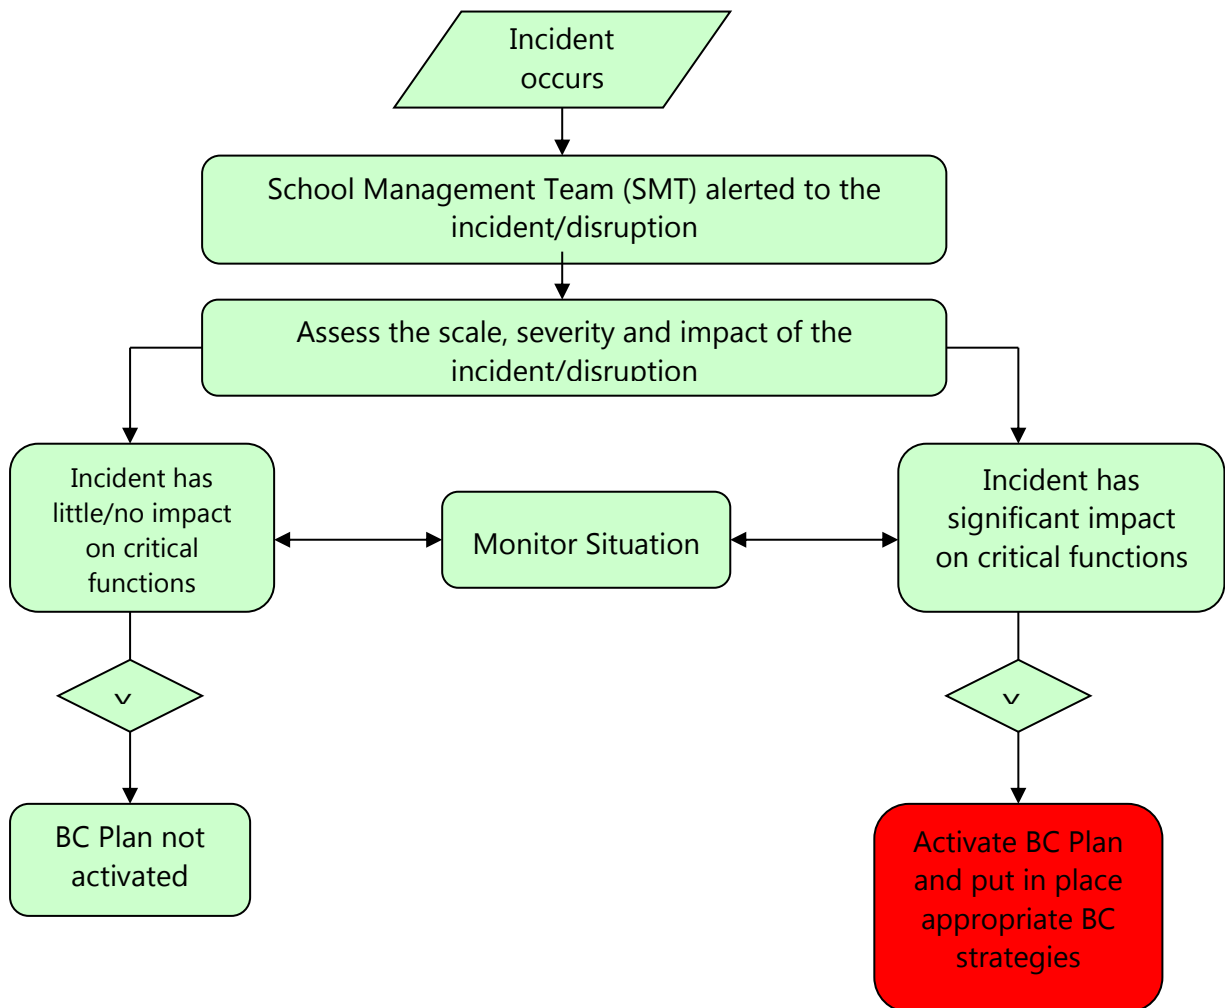 Incident
occurs
School Management Team (SMT) alerted to the
incident/disruption
Assess the scale, severity and impact of the
incident/disruption
Incident has
little/no impact
on critical
functions
Monitor Situation
Incident has
significant impact
on critical functions
BC Plan not
activated
Activate BC Plan
and put in place
appropriate BC
strategies